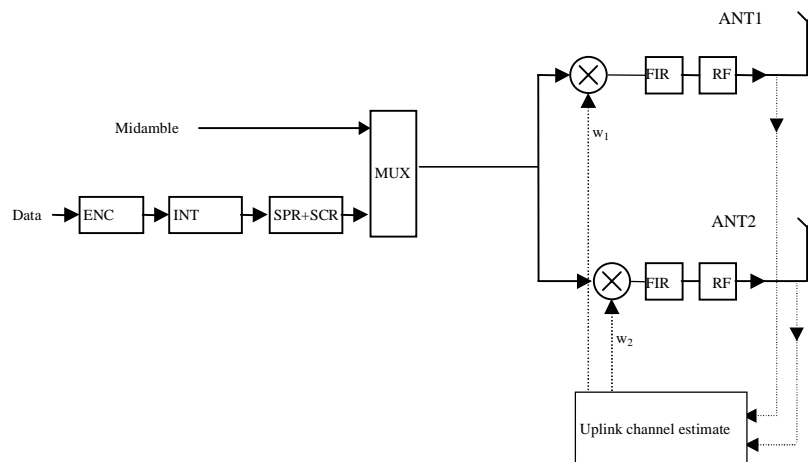 ANT1
FIR
RF
Midamble
w1
MUX
Data
ENC
INT
SPR+SCR
ANT2
FIR
RF
w2
Uplink channel estimate